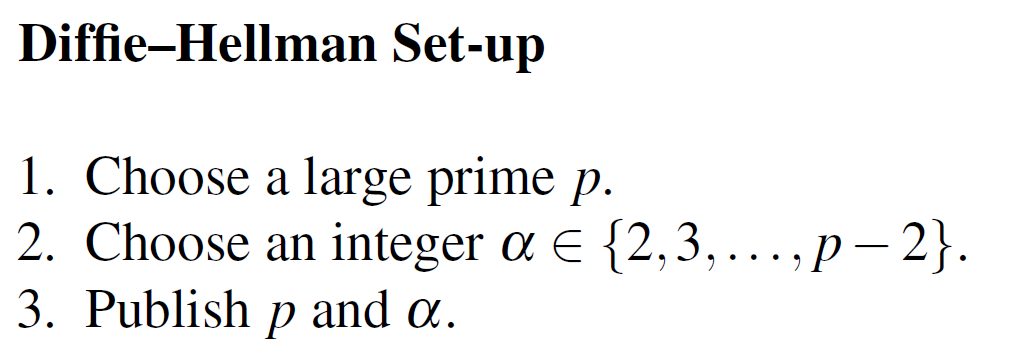 Diffie–Hellman Set-up
1. Choose a large prime p.
2. Choose an integer α ∈ {2,3,...,p−2}.
3. Publish p and α.